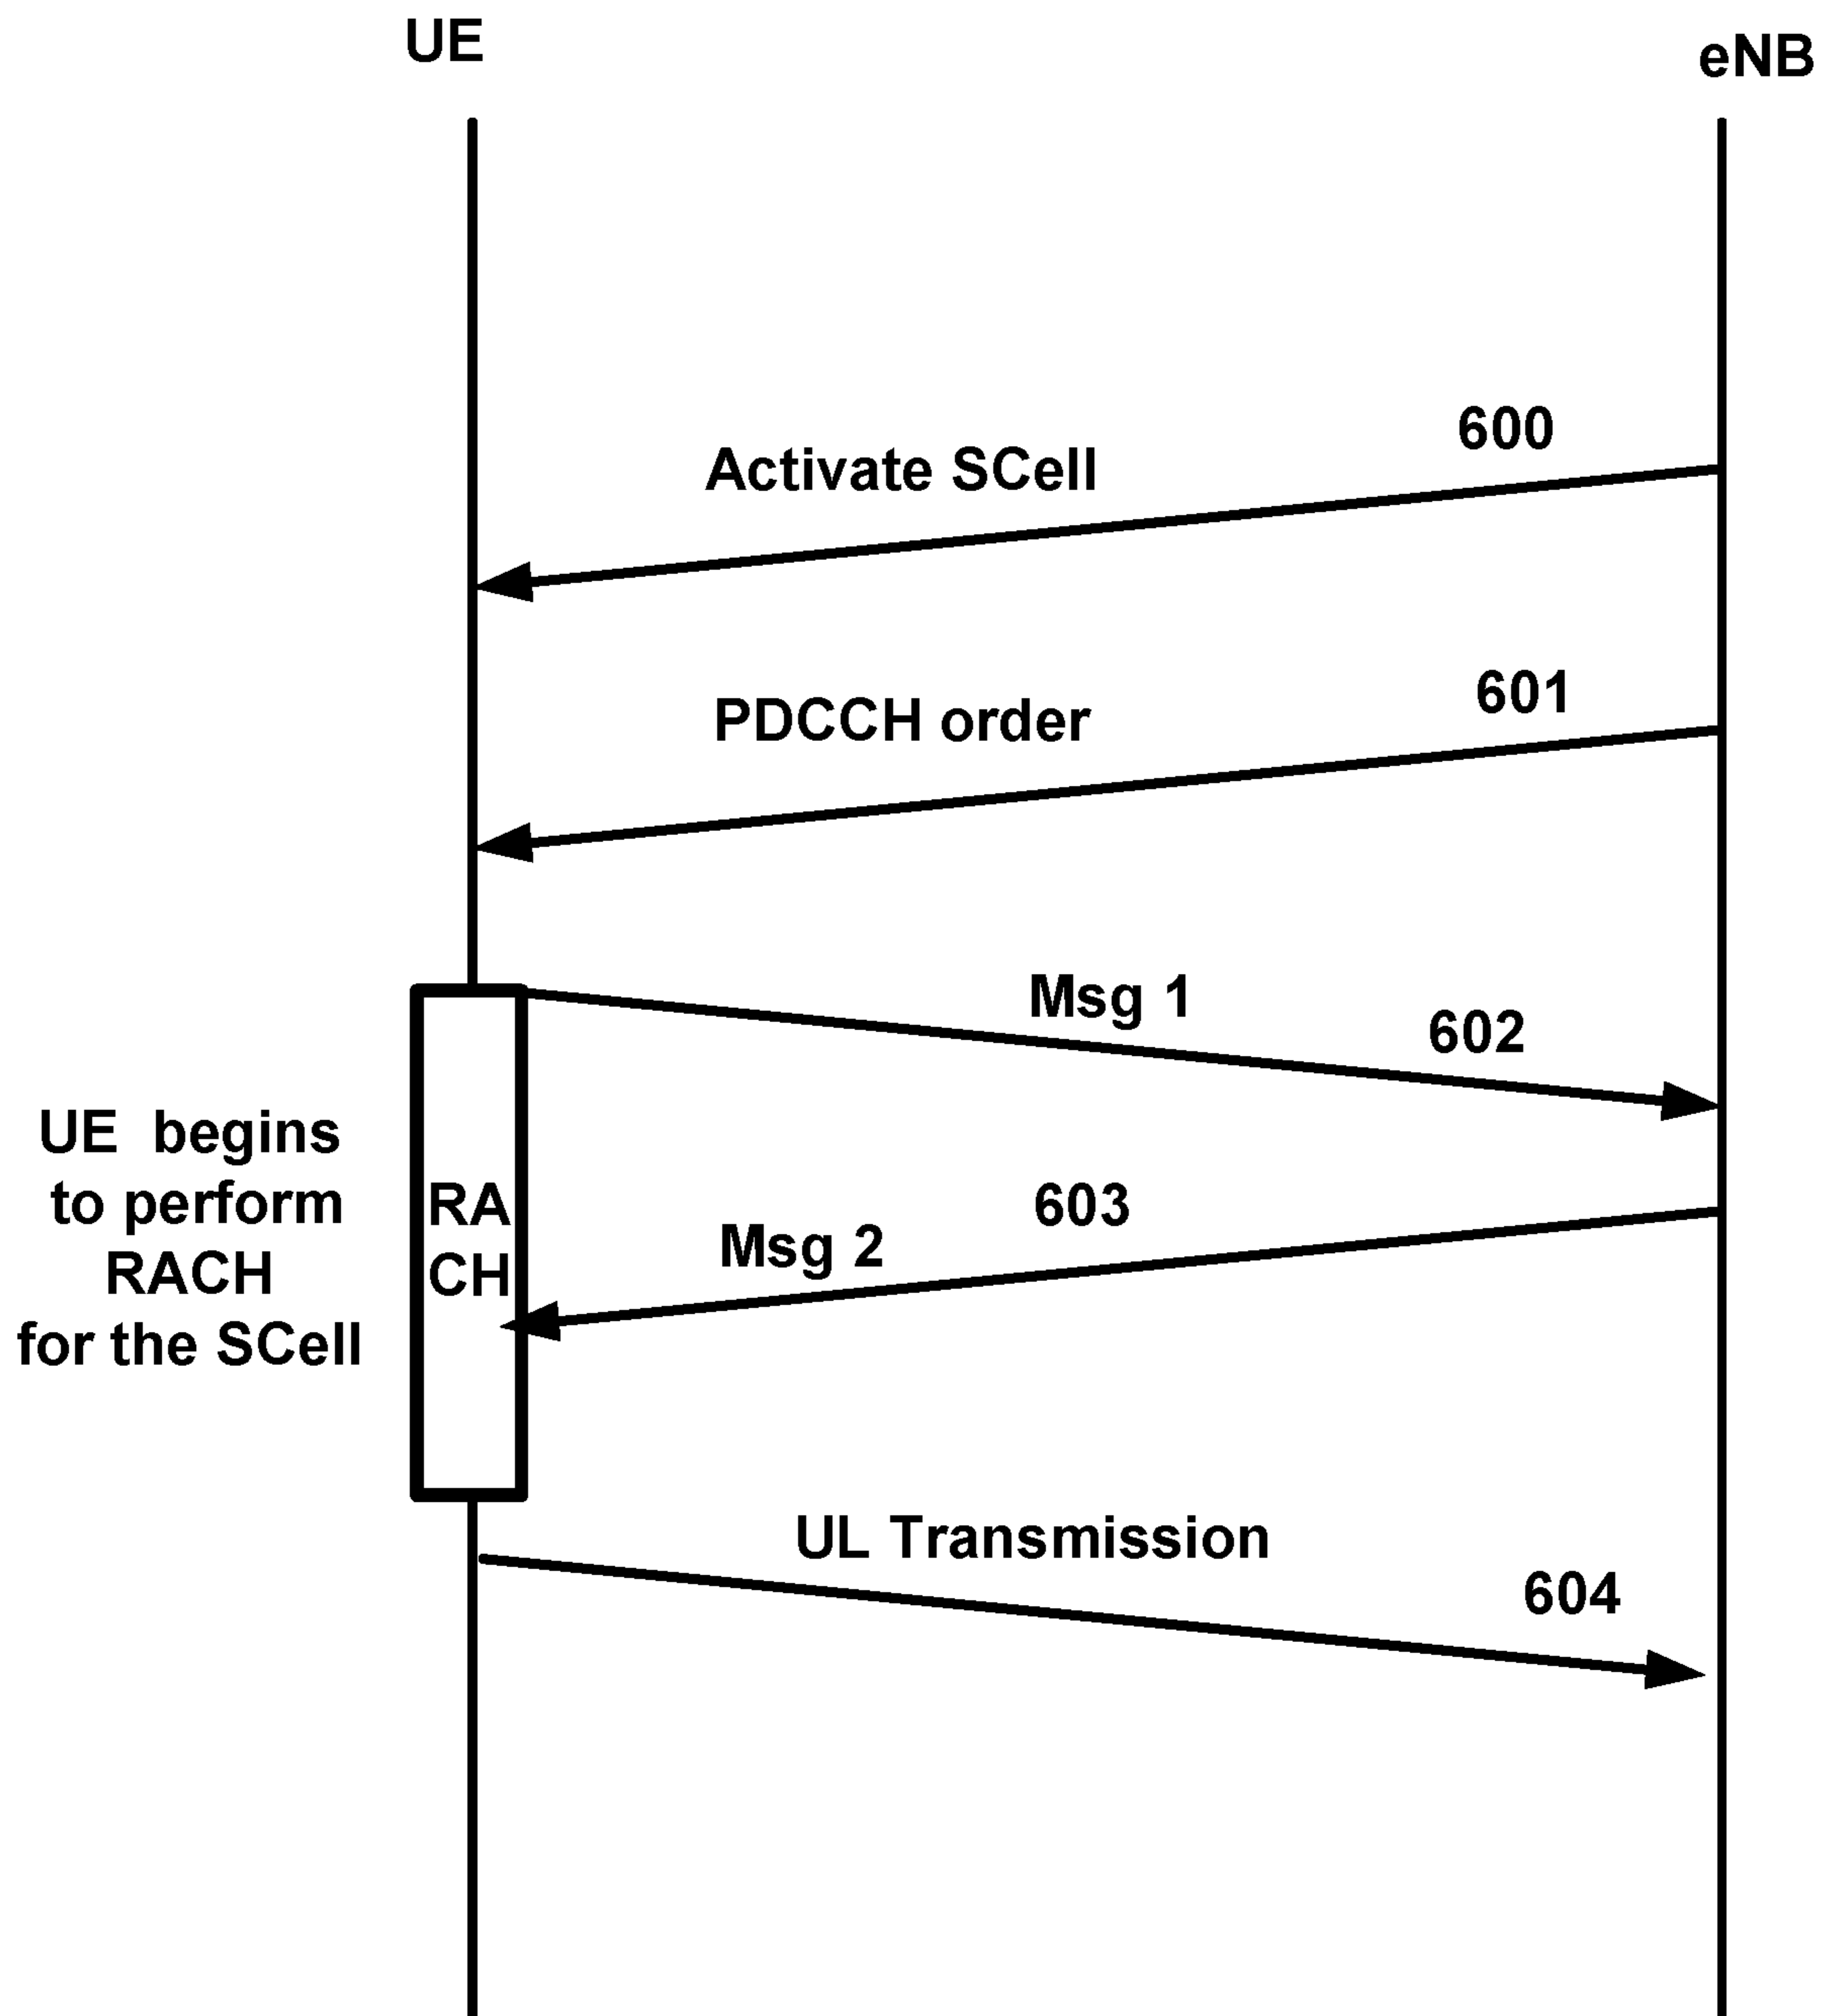 UE
eNB
600
Activate SCell
601
PDCCH order
Msg 1
602
UE begins
to perform
RACH
for the SCell
RA
CH
603
Msg 2
UL Transmission
604